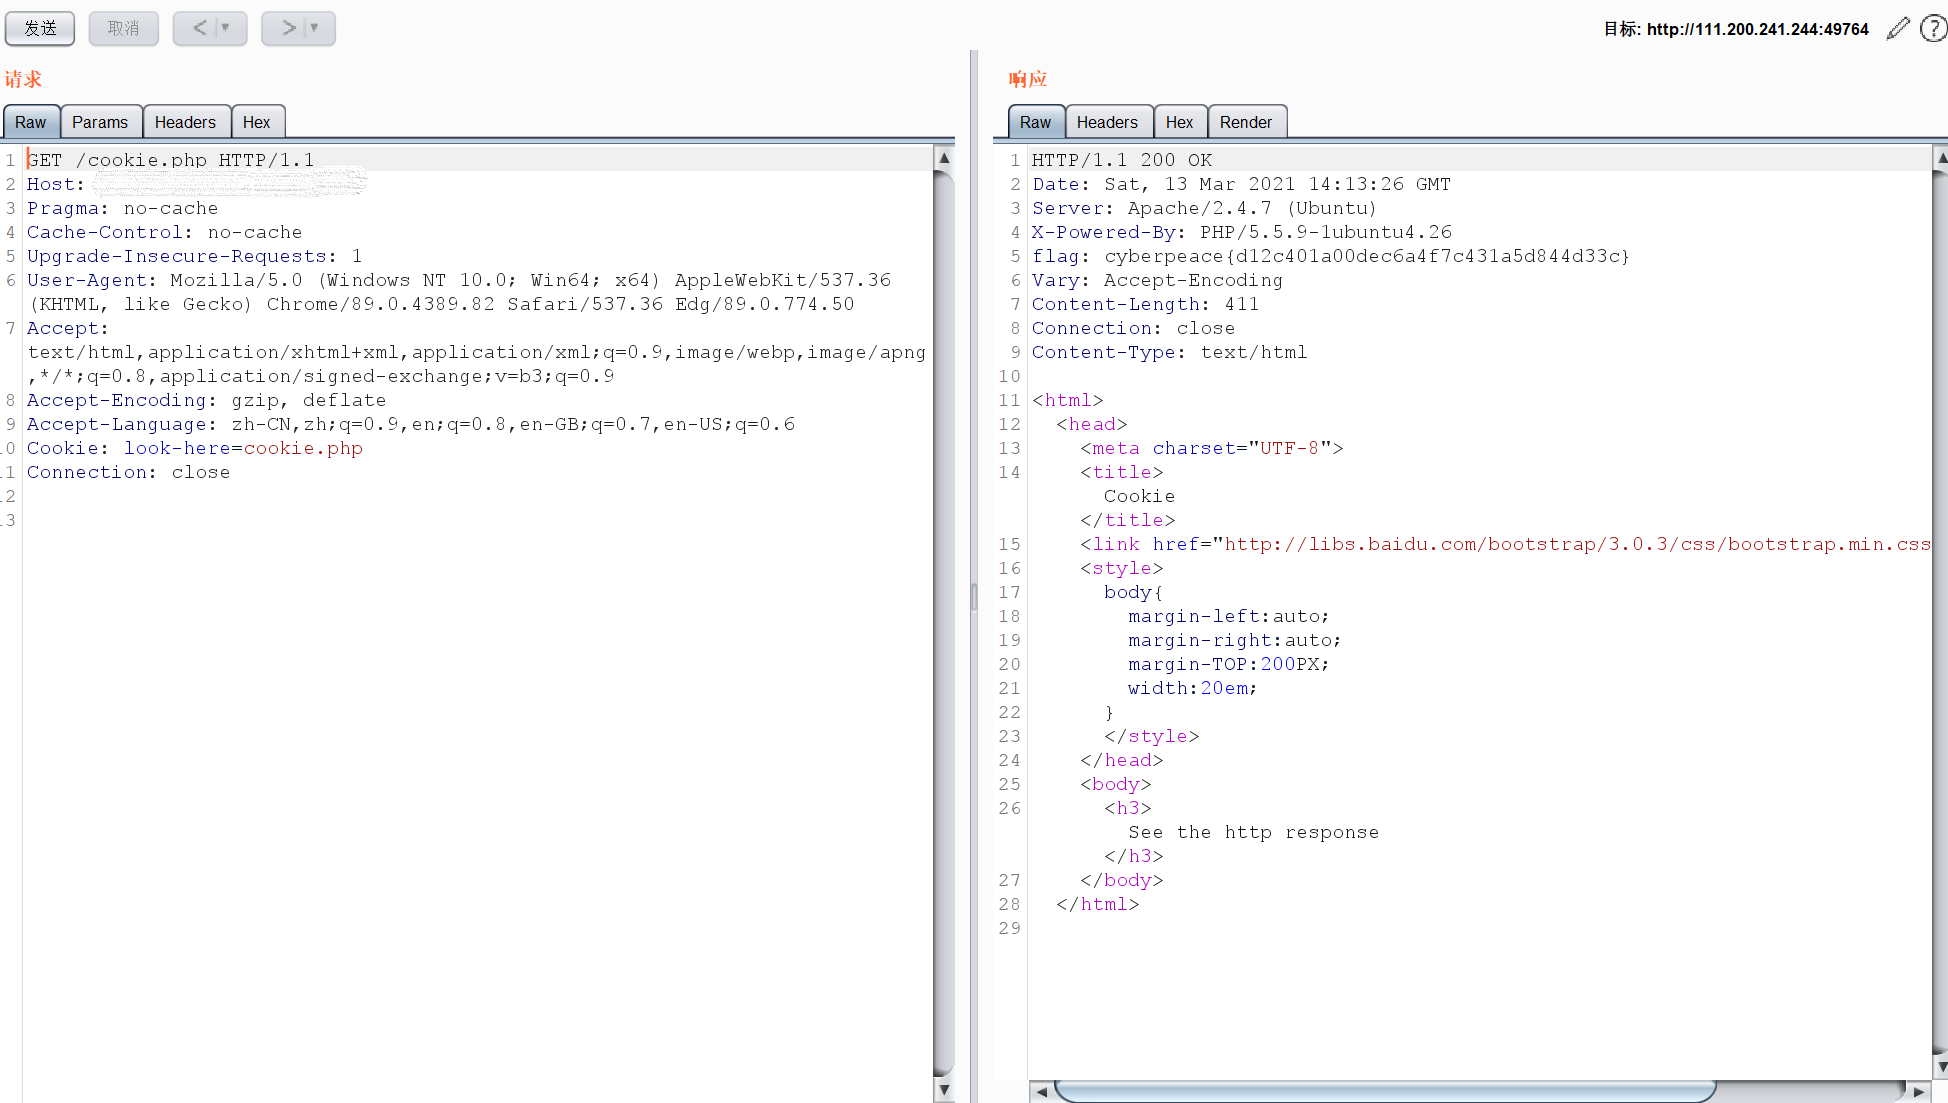 发送 取消 < > 目标: http://111.200.241.244:49764
请求
Raw Params Headers Hex
1 GET /cookie.php HTTP/1.1
2 Host:
3 Pragma: no-cache
4 Cache-Control: no-cache
5 Upgrade-Insecure-Requests: 1
6 User-Agent: Mozilla/5.0 (Windows NT 10.0; Win64; x64) AppleWebKit/537.36
(KHTML, like Gecko) Chrome/89.0.4389.82 Safari/537.36 Edg/89.0.774.50
7 Accept:
text/html,application/xhtml+xml,application/xml;q=0.9,image/webp,image/apng
,*/*;q=0.8,application/signed-exchange;v=b3;q=0.9
8 Accept-Encoding: gzip, deflate
9 Accept-Language: zh-CN,zh;q=0.9,en;q=0.8,en-GB;q=0.7,en-US;q=0.6
0 Cookie: look-here=cookie.php
1 Connection: close
2
3
响应
Raw Headers Hex Render
1 HTTP/1.1 200 OK
2 Date: Sat, 13 Mar 2021 14:13:26 GMT
3 Server: Apache/2.4.7 (Ubuntu)
4 X-Powered-By: PHP/5.5.9-1ubuntu4.26
5 flag: cyberpeace{d12c401a00dec6a4f7c431a5d844d33c}
6 Vary: Accept-Encoding
7 Content-Length: 411
8 Connection: close
9 Content-Type: text/html
10
11 <html>
12 <head>
13 <meta charset="UTF-8">
14 <title>
Cookie
</title>
15 <link href="http://libs.baidu.com/bootstrap/3.0.3/css/bootstrap.min.css
16 <style>
17 body{
18 margin-left:auto;
19 margin-right:auto;
20 margin-TOP:200PX;
21 width:20em;
22 }
23 </style>
24 </head>
25 <body>
26 <h3>
See the http response
</h3>
27 </body>
28 </html>
29